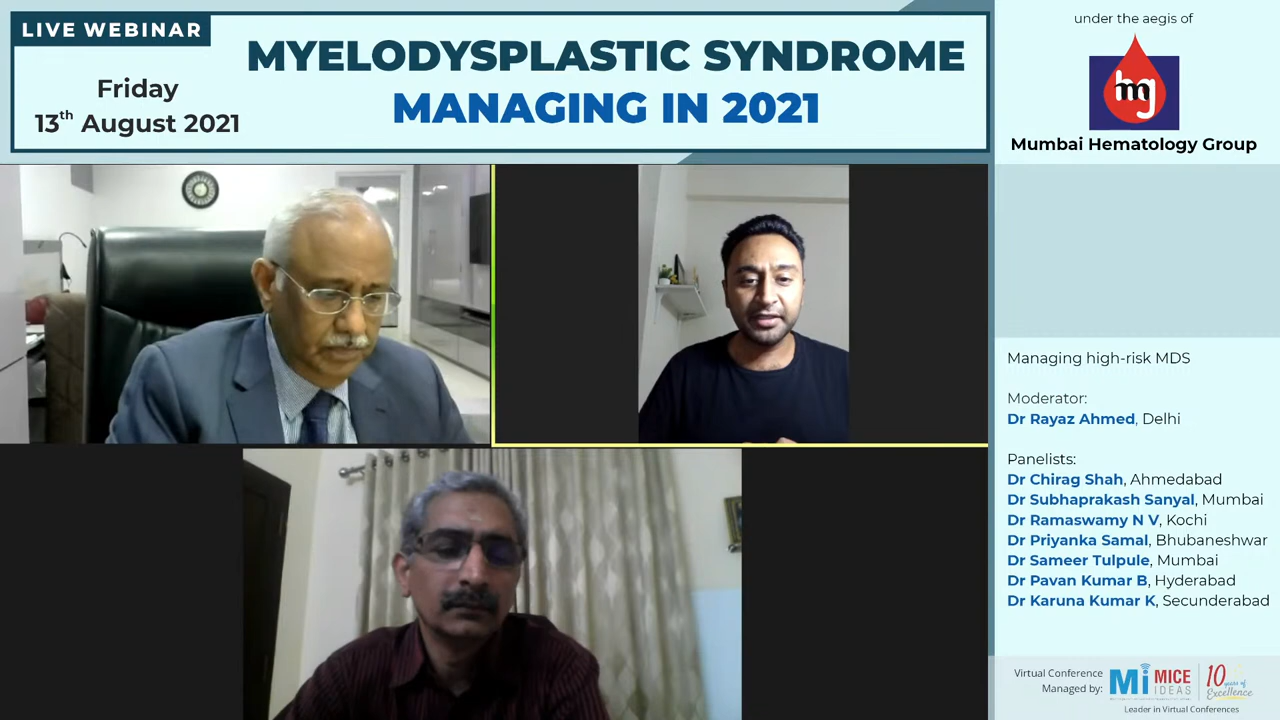 LIVE WEBINAR
Friday
13th August 2021
MYELODYSPLASTIC SYNDROME
MANAGING IN 2021
under the aegis of
hmg
Mumbai Hematology Group
Managing high-risk MDS
Moderator:
Dr Rayaz Ahmed, Delhi
Panelists:
Dr Chirag Shah, Ahmedabad
Dr Subhaprakash Sanyal, Mumbai
Dr Ramaswamy N V, Kochi
Dr Priyanka Samal, Bhubaneshwar
Dr Sameer Tulpule, Mumbai
Dr Pavan Kumar B, Hyderabad
Dr Karuna Kumar K, Secunderabad
Virtual Conference
Managed by:
Mi MICE IDEAS
10 years of Excellence
Leader in Virtual Conferences